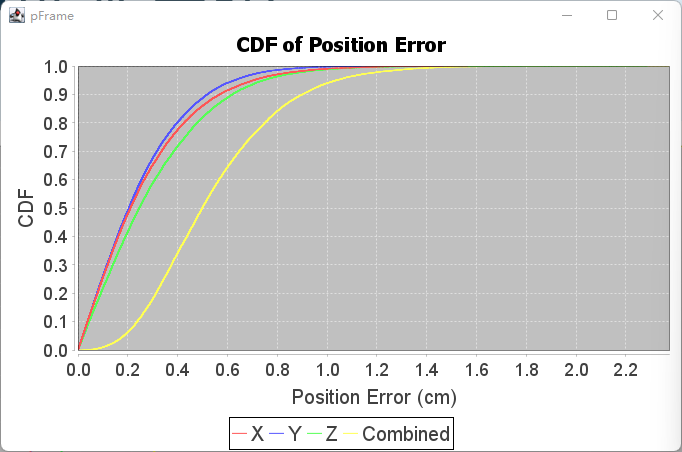 pFrame
CDF of Position Error
1.0
0.9
0.8
0.7
0.6
0.5
0.4
0.3
0.2
0.1
0.0
CDF
0.0 0.2 0.4 0.6 0.8 1.0 1.2 1.4 1.6 1.8 2.0 2.2
Position Error (cm)
X Y Z Combined